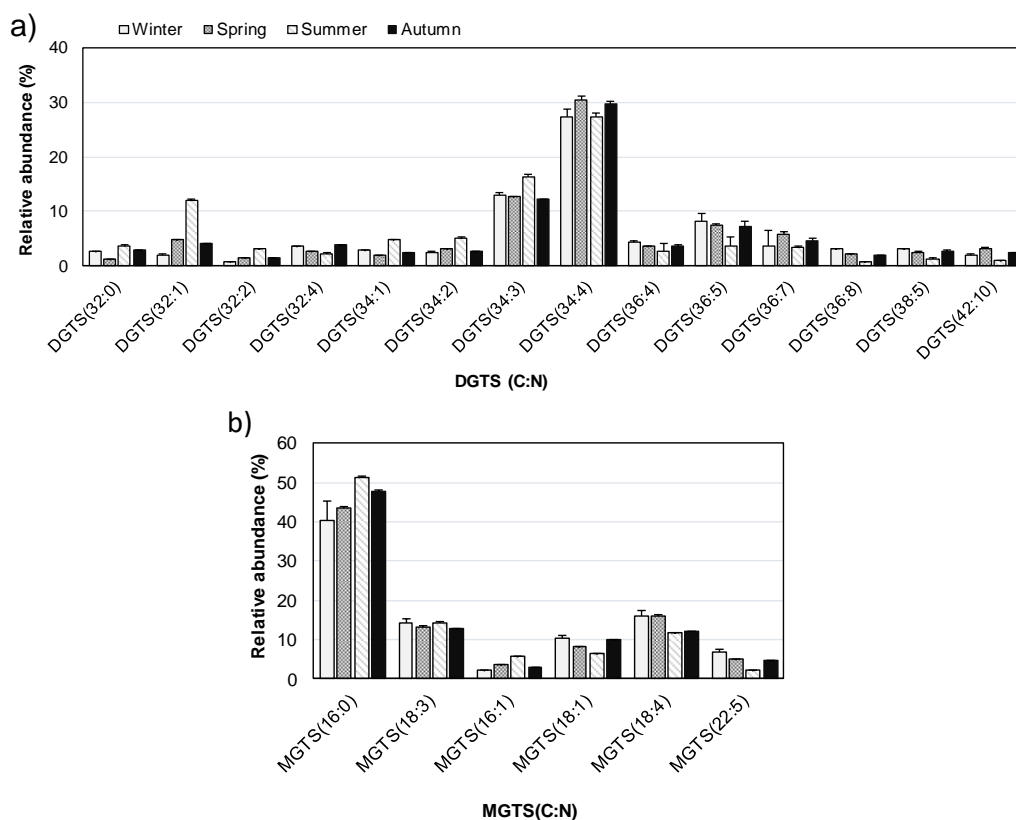 a)
Winter Spring Summer Autumn
Relative abundance (%)
40
30
20
10
0
DGTS(32:0) DGTS(32:1) DGTS(32:2) DGTS(32:4) DGTS(34:1) DGTS(34:2) DGTS(34:3) DGTS(34:4) DGTS(36:4) DGTS(36:5) DGTS(36:7) DGTS(36:8) DGTS(38:5) DGTS(42:10)
DGTS (C:N)
b)
Relative abundance (%)
60
50
40
30
20
10
0
MGTS(16:0) MGTS(18:3) MGTS(16:1) MGTS(18:1) MGTS(18:4) MGTS(22:5)
MGTS(C:N)